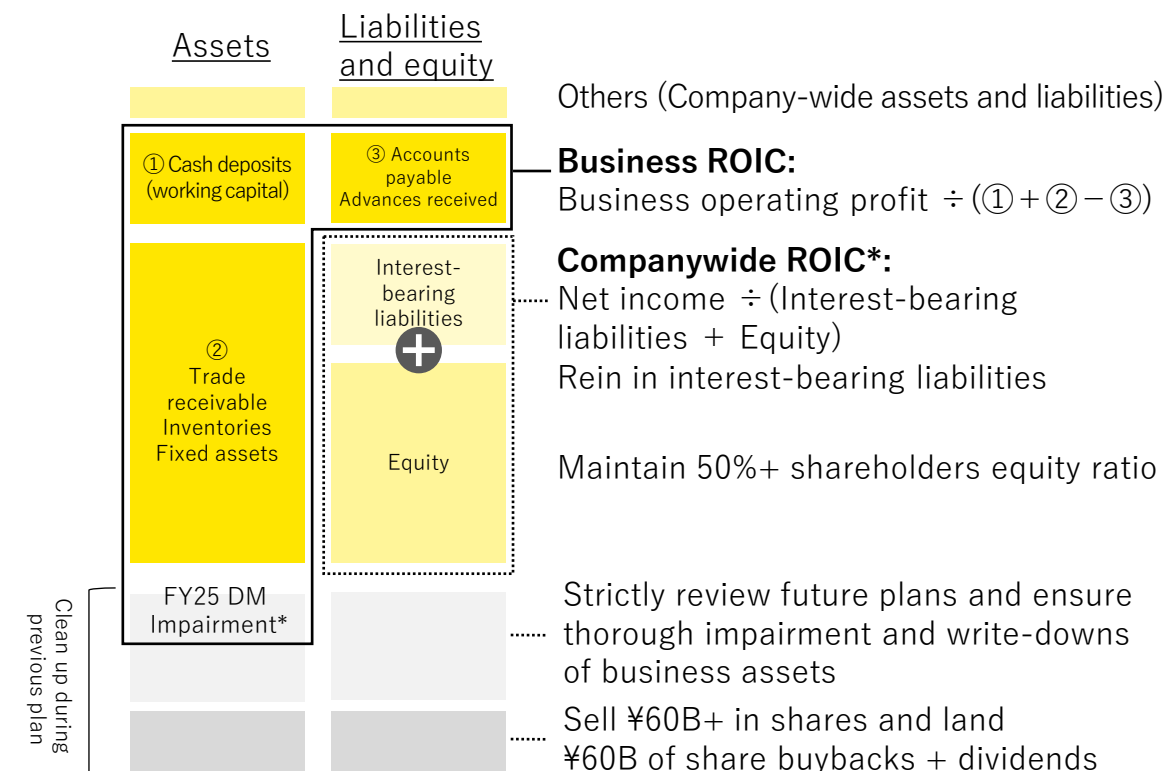 Assets
Liabilities
and equity
Others (Company-wide assets and liabilities)
① Cash deposits
(working capital)
③ Accounts
payable
Advances received
Business ROIC:
Business operating profit ÷(①+②−③)
Interest-
bearing
liabilities
+
Companywide ROIC*:
Net income ÷(Interest-bearing
liabilities + Equity)
Rein in interest-bearing liabilities
②
Trade
receivable
Inventories
Fixed assets
Equity
Maintain 50%+ shareholders equity ratio
Clean up during
previous plan
FY25 DM
Impairment*
Strictly review future plans and ensure
thorough impairment and write-downs
of business assets
Sell ¥60B+ in shares and land
¥60B of share buybacks + dividends